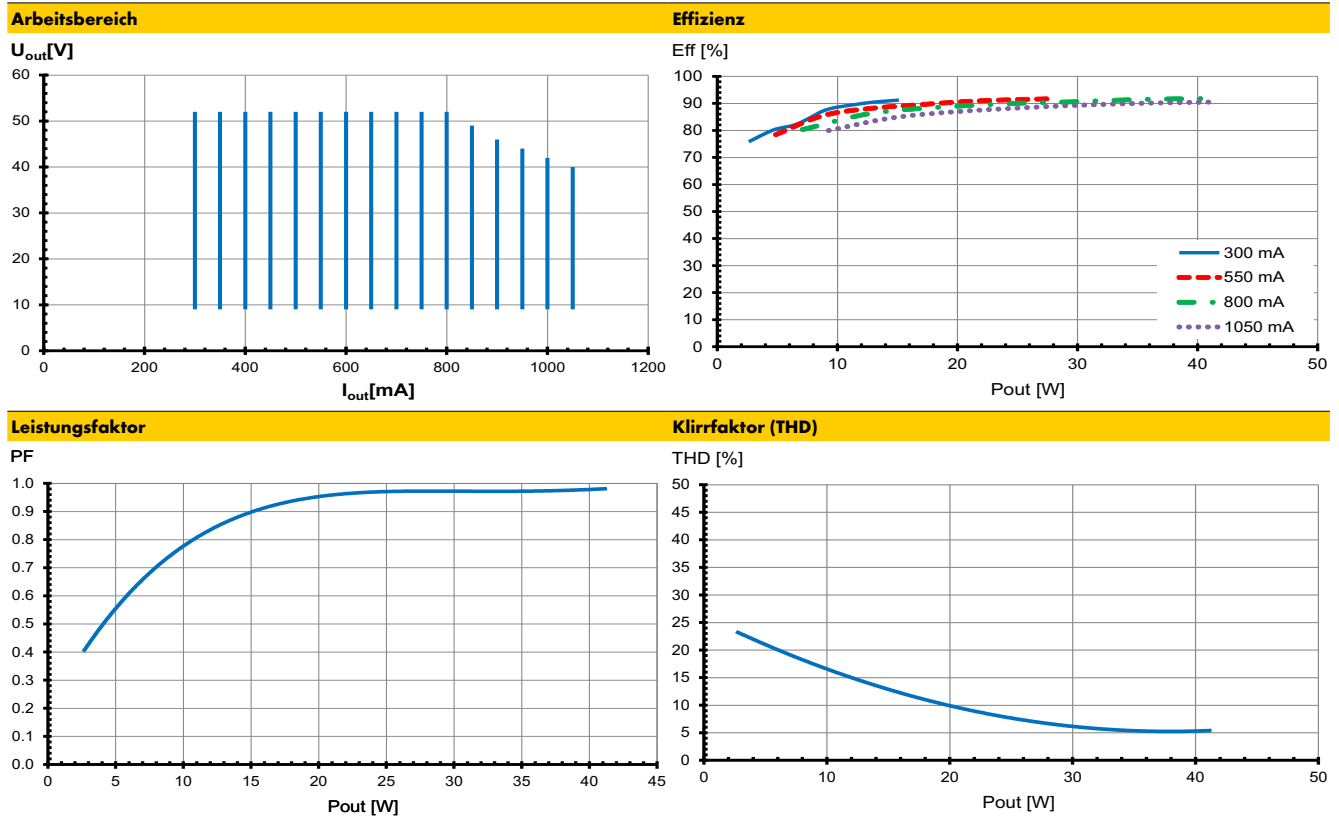 Arbeitsbereich
U_out[V]
60
50
40
30
20
10
0
0 200 400 600 800 1000 1200
I_out[mA]
Effizienz
Eff [%]
100
90
80
70
60
50
40
30
20
10
0
0 10 20 30 40 50
Pout [W]
300 mA
550 mA
800 mA
1050 mA
Leistungsfaktor
PF
1.0
0.9
0.8
0.7
0.6
0.5
0.4
0.3
0.2
0.1
0.0
0 5 10 15 20 25 30 35 40 45
Pout [W]
Klirrfaktor (THD)
THD [%]
50
45
40
35
30
25
20
15
10
5
0
0 10 20 30 40 50
Pout [W]